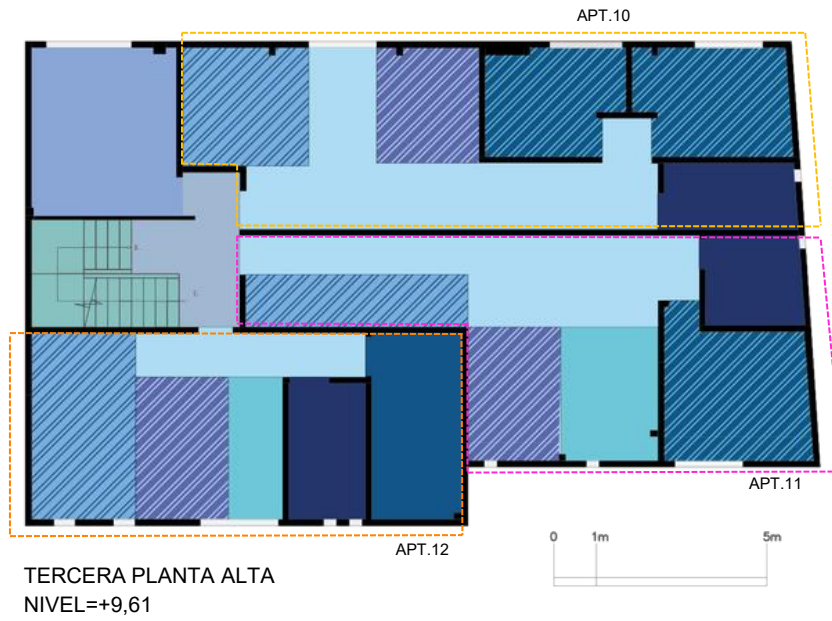 APT.10
APT.11
APT.12
0 1m 5m
TERCERA PLANTA ALTA
NIVEL=+9,61